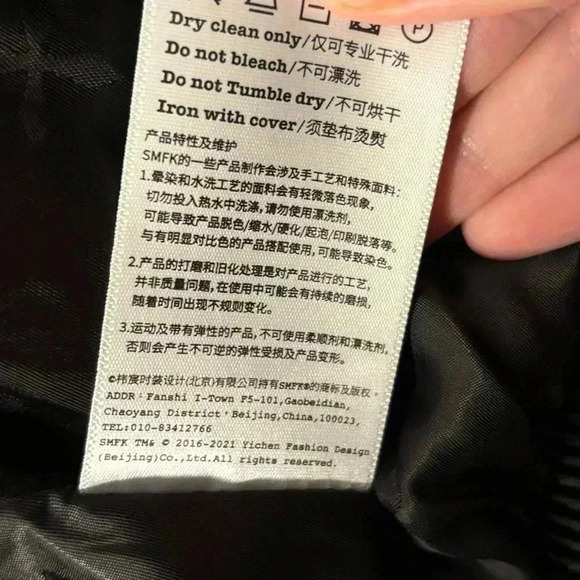 P
Dry clean only/仅可专业干洗
Do not bleach/不可漂洗
Do not Tumble dry/不可烘干
Iron with cover/须垫布烫熨
产品特性及维护
SMFK的一些产品制作会涉及手工艺和特殊面料:
1.晕染和水洗工艺的面料会有轻微落色现象,
切勿投入热水中洗涤,请勿使用漂洗剂,
可能导致产品脱色/缩水/硬化/起泡/印刷脱落等。
与有明显对比色的产品搭配使用,可能导致染色。
2.产品的打磨和旧化处理是对产品进行的工艺,
并非质量问题,在使用中可能会有持续的磨损,
随着时间出现不规则变化。
3.运动及带有弹性的产品,不可使用柔顺剂和漂洗剂,
否则会产生不可逆的弹性受损及产品变形。
©祎宸时装设计(北京)有限公司持有SMFK®的商标及版权,
ADDR:Fanshi I-Town F5-101,Gaobeidian,
Chaoyang District,Beijing,China,100023,
TEL:010-83412766
SMFK TM& © 2016-2021 Yichen Fashion Design
(Beijing)Co.,Ltd.All rights reserved.